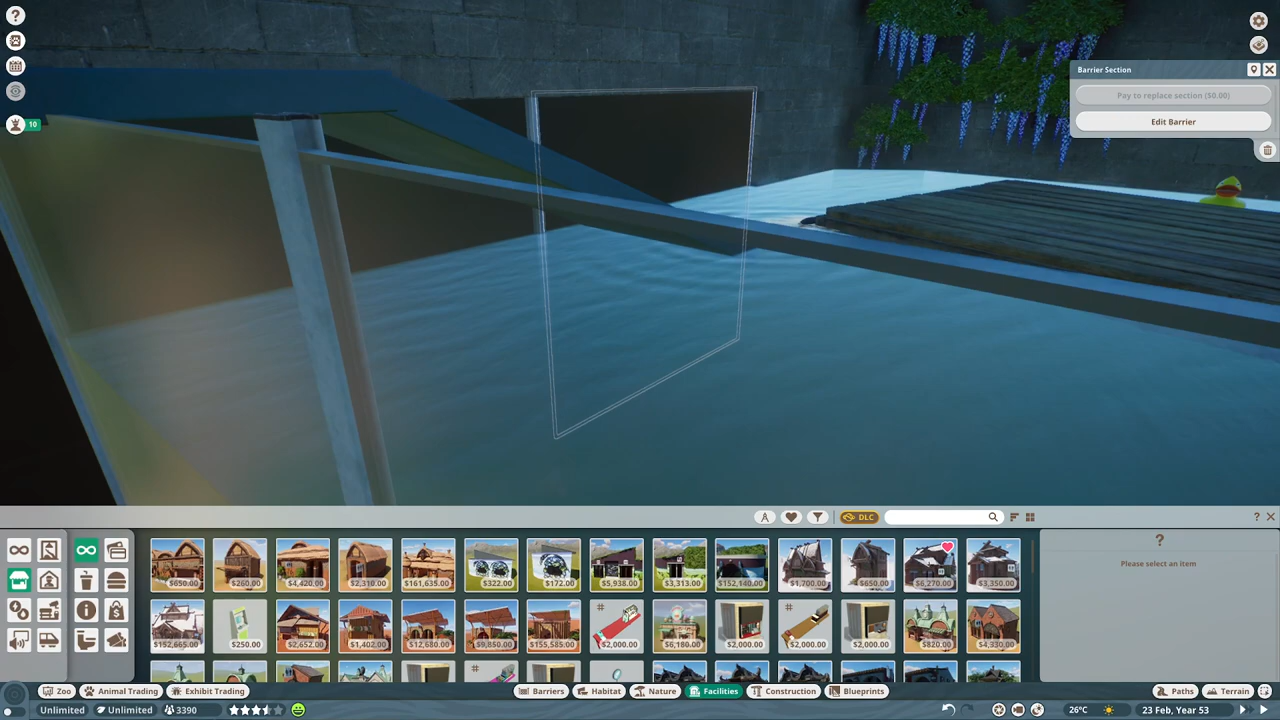 ?
10
Barrier Section
Pay to replace section ($0.00)
Edit Barrier
DLC
?
$650.00
$260.00
$4,420.00
$2,310.00
$161,635.00
$322.00
$172.00
$5,938.00
$3,313.00
$152,140.00
$1,700.00
$650.00
$6,270.00
$3,350.00
?
Please select an item
$152,665.00
$250.00
$2,652.00
$1,402.00
$12,680.00
$9,850.00
$155,585.00
#
$2,000.00
$6,180.00
$2,000.00
#
$2,000.00
$2,000.00
$820.00
$4,330.00
#
Zoo
Animal Trading
Exhibit Trading
Barriers
Habitat
Nature
Facilities
Construction
Blueprints
Paths
Terrain
Unlimited
Unlimited
3390
26°C
23 Feb, Year 53